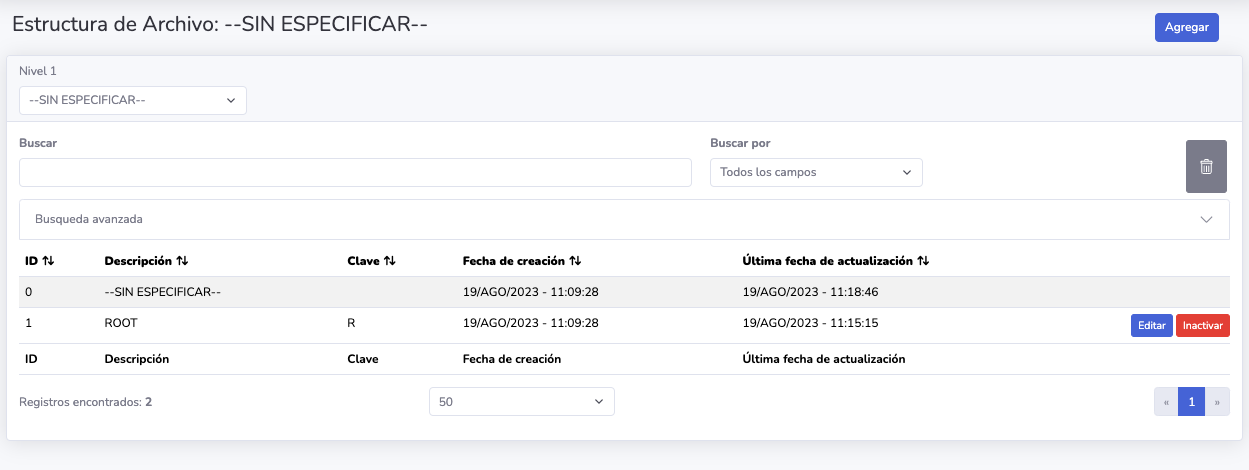 Estructura de Archivo: --SIN ESPECIFICAR--
Agregar
Nivel 1
--SIN ESPECIFICAR--
Buscar
Buscar por
Todos los campos
Busqueda avanzada
ID Descripción Clave Fecha de creación Última fecha de actualización
0 --SIN ESPECIFICAR-- 19/AGO/2023 - 11:09:28 19/AGO/2023 - 11:18:46
1 ROOT R 19/AGO/2023 - 11:09:28 19/AGO/2023 - 11:15:15 Editar Inactivar
ID Descripción Clave Fecha de creación Última fecha de actualización
Registros encontrados: 2 50 « 1 »